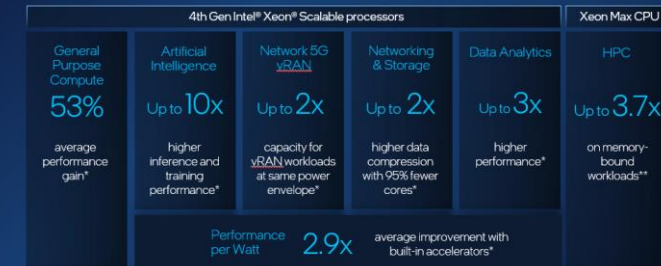 4th Gen Intel® Xeon® Scalable processors
Xeon Max CPU
General
Purpose
Compute
53%
average
performance
gain*
Artificial
Intelligence
Up to 10x
higher
inference and
training
performance*
Network 5G
vRAN
Up to 2x
capacity for
vRAN workloads
at same power
envelope*
Networking
& Storage
Up to 2x
higher data
compression
with 95% fewer
cores*
Data Analytics
Up to 3x
higher
performance*
HPC
Up to 3.7x
on memory-
bound
workloads**
Performance
per Watt
2.9x
average improvement with
built-in accelerators*